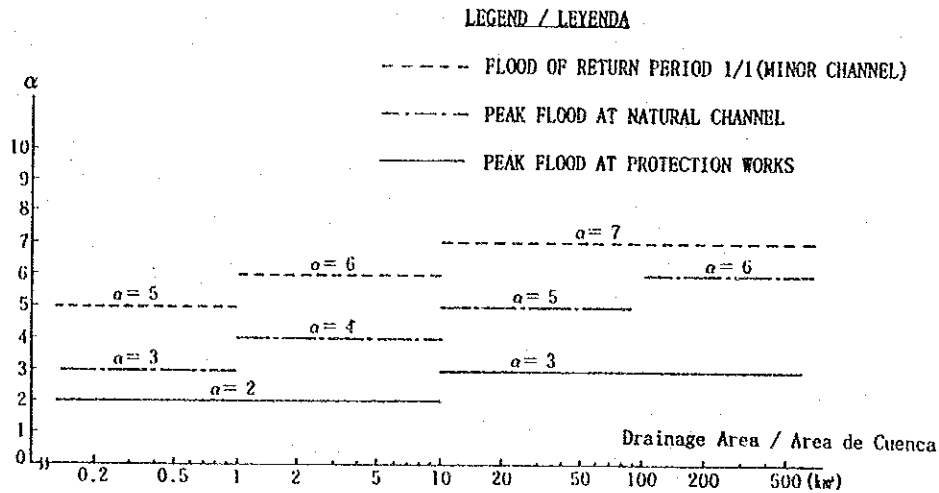 LEGEND / LEYENDA
FLOOD OF RETURN PERIOD 1/1(MINOR CHANNEL)
PEAK FLOOD AT NATURAL CHANNEL
PEAK FLOOD AT PROTECTION WORKS
α
10
9
8
7
6
5
4
3
2
1
0
α = 7
α = 6
α = 6
α = 5
α = 5
α = 4
α = 3
α = 3
α = 2
Drainage Area / Area de Cuenca
0.2 0.5 1 2 5 10 20 50 100 200 500 (km²)